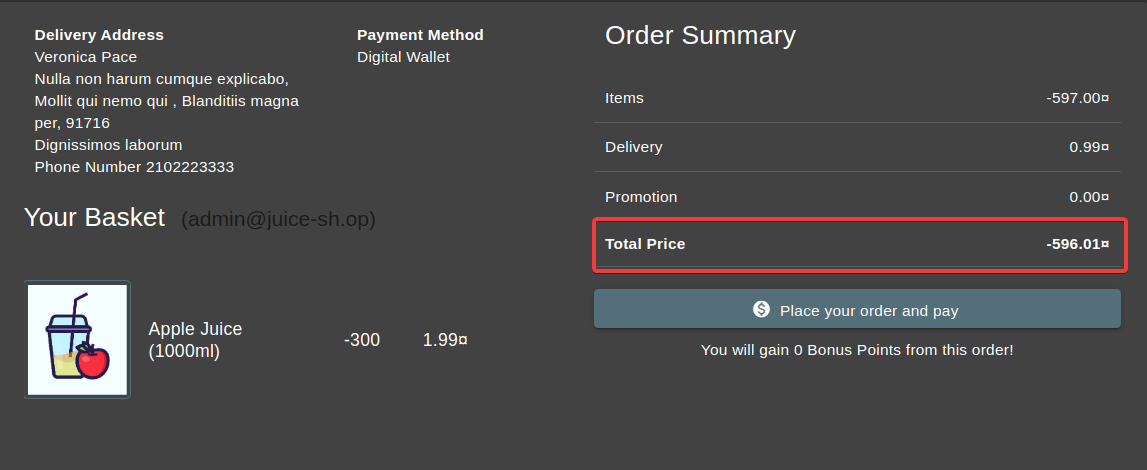 Delivery Address
Veronica Pace
Nulla non harum cumque explicabo,
Mollit qui nemo qui , Blanditiis magna
per, 91716
Dignissimos laborum
Phone Number 2102223333
Payment Method
Digital Wallet
Your Basket (admin@juice-sh.op)
Apple Juice
(1000ml)
-300 1.99¤
Order Summary
Items -597.00¤
Delivery 0.99¤
Promotion 0.00¤
Total Price -596.01¤
Place your order and pay
You will gain 0 Bonus Points from this order!